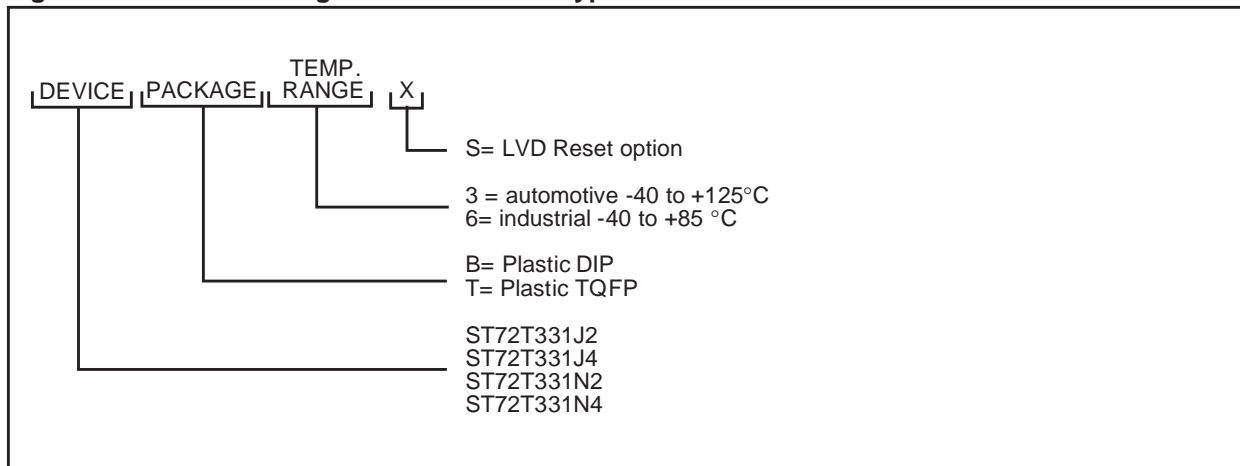 TEMP.
DEVICE PACKAGE RANGE X
S= LVD Reset option
3 = automotive -40 to +125°C
6= industrial -40 to +85 °C
B= Plastic DIP
T= Plastic TQFP
ST72T331J2
ST72T331J4
ST72T331N2
ST72T331N4